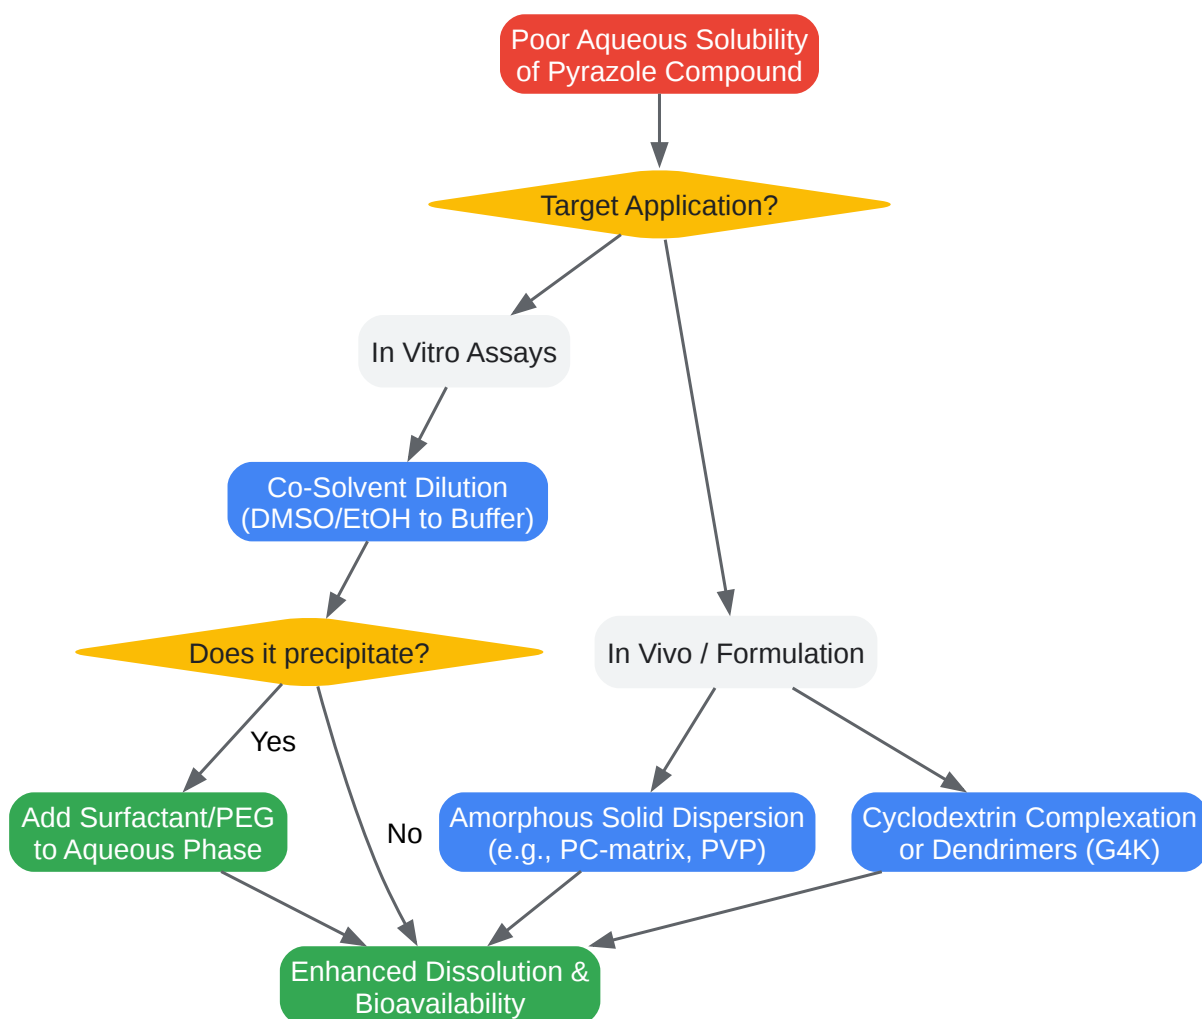 Poor Aqueous Solubility
of Pyrazole Compound
Target Application?
In Vitro Assays
Co-Solvent Dilution
(DMSO/EtOH to Buffer)
Does it precipitate?
In Vivo / Formulation
Yes
No
Add Surfactant/PEG
to Aqueous Phase
Amorphous Solid Dispersion
(e.g., PC-matrix, PVP)
Cyclodextrin Complexation
or Dendrimers (G4K)
Enhanced Dissolution &
Bioavailability